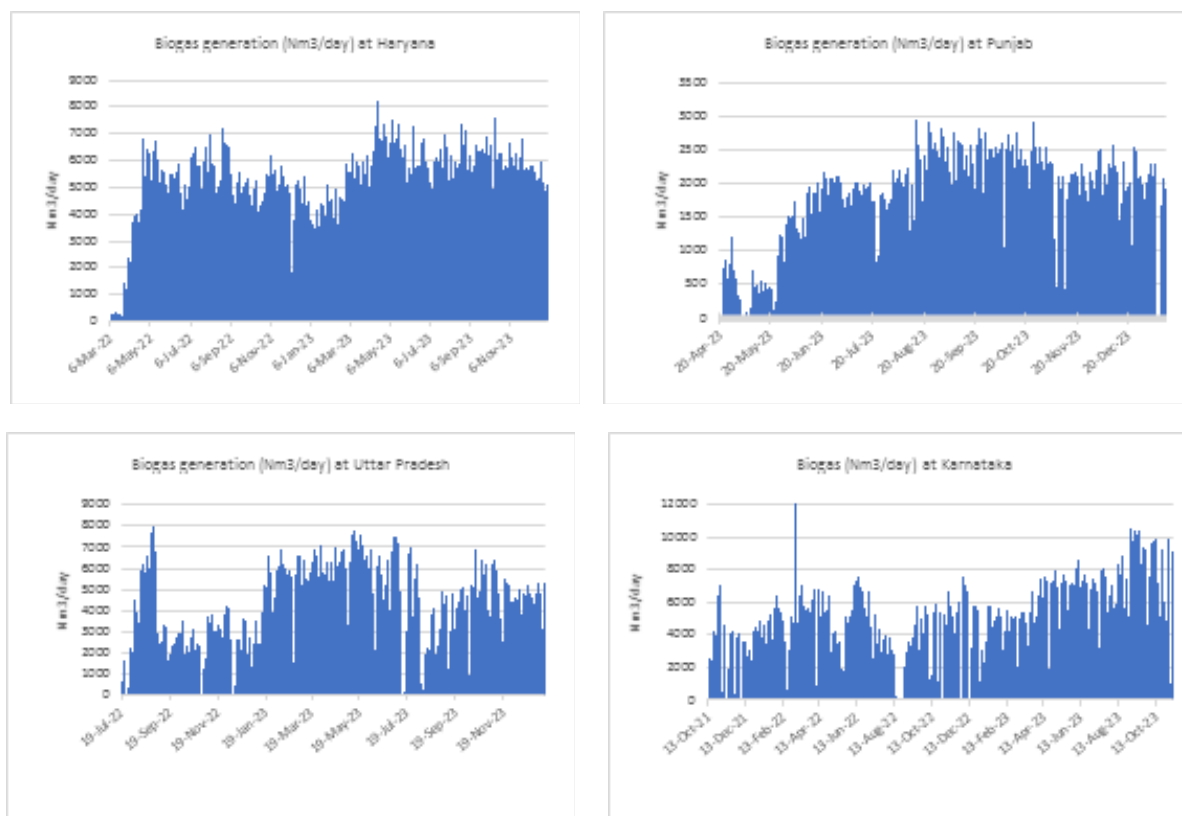 Biogas generation (Nm3/day) at Haryana
9000
8000
7000
6000
5000
4000
3000
2000
1000
0
Nm3/day
6-Mar-22
6-May-22
6-Jul-22
6-Sep-22
6-Nov-22
6-Jan-23
6-Mar-23
6-May-23
6-Jul-23
6-Sep-23
6-Nov-23
Biogas generation (Nm3/day) at Punjab
3500
3000
2500
2000
1500
1000
500
0
Nm3/day
20-Apr-23
20-May-23
20-Jun-23
20-Jul-23
20-Aug-23
20-Sep-23
20-Oct-23
20-Nov-23
20-Dec-23
Biogas generation (Nm3/day) at Uttar Pradesh
9000
8000
7000
6000
5000
4000
3000
2000
1000
0
Nm3/day
19-Jul-22
19-Sep-22
19-Nov-22
19-Jan-23
19-Mar-23
19-May-23
19-Jul-23
19-Sep-23
19-Nov-23
Biogas (Nm3/day) at Karnataka
12000
10000
8000
6000
4000
2000
0
Nm3/day
13-Oct-21
13-Dec-21
13-Feb-22
13-Apr-22
13-Jun-22
13-Aug-22
13-Oct-22
13-Dec-22
13-Feb-23
13-Apr-23
13-Jun-23
13-Aug-23
13-Oct-23